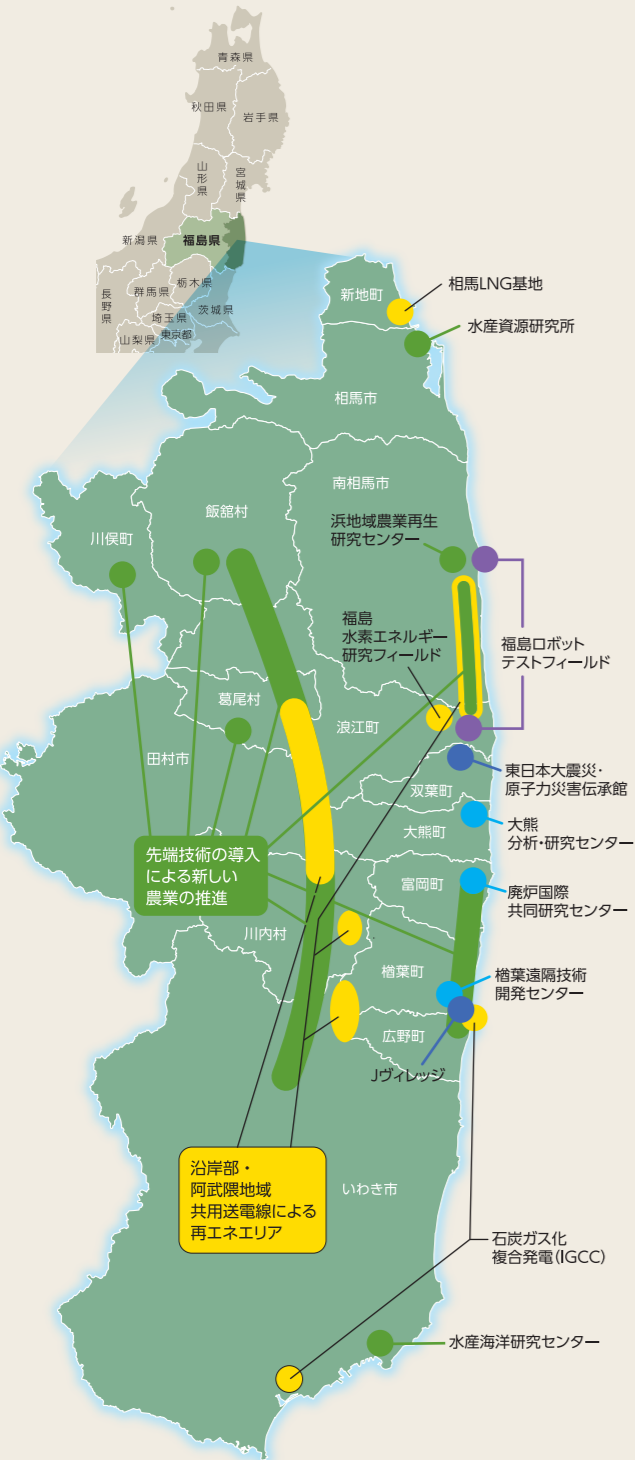 青森県
秋田県
岩手県
山形県
宮城県
新潟県
福島県
栃木県
群馬県
長野県
埼玉県
茨城県
山梨県
東京都
新地町
相馬LNG基地
水産資源研究所
相馬市
南相馬市
飯舘村
浜地域農業再生
研究センター
川俣町
福島
水素エネルギー
研究フィールド
福島ロボット
テストフィールド
葛尾村
浪江町
田村市
東日本大震災・
原子力災害伝承館
双葉町
大熊町
大熊
分析・研究センター
先端技術の導入
による新しい
農業の推進
富岡町
廃炉国際
共同研究センター
川内村
楢葉町
楢葉遠隔技術
開発センター
広野町
Jヴィレッジ
沿岸部・
阿武隈地域
共用送電線による
再エネエリア
いわき市
石炭ガス化
複合発電(IGCC)
水産海洋研究センター